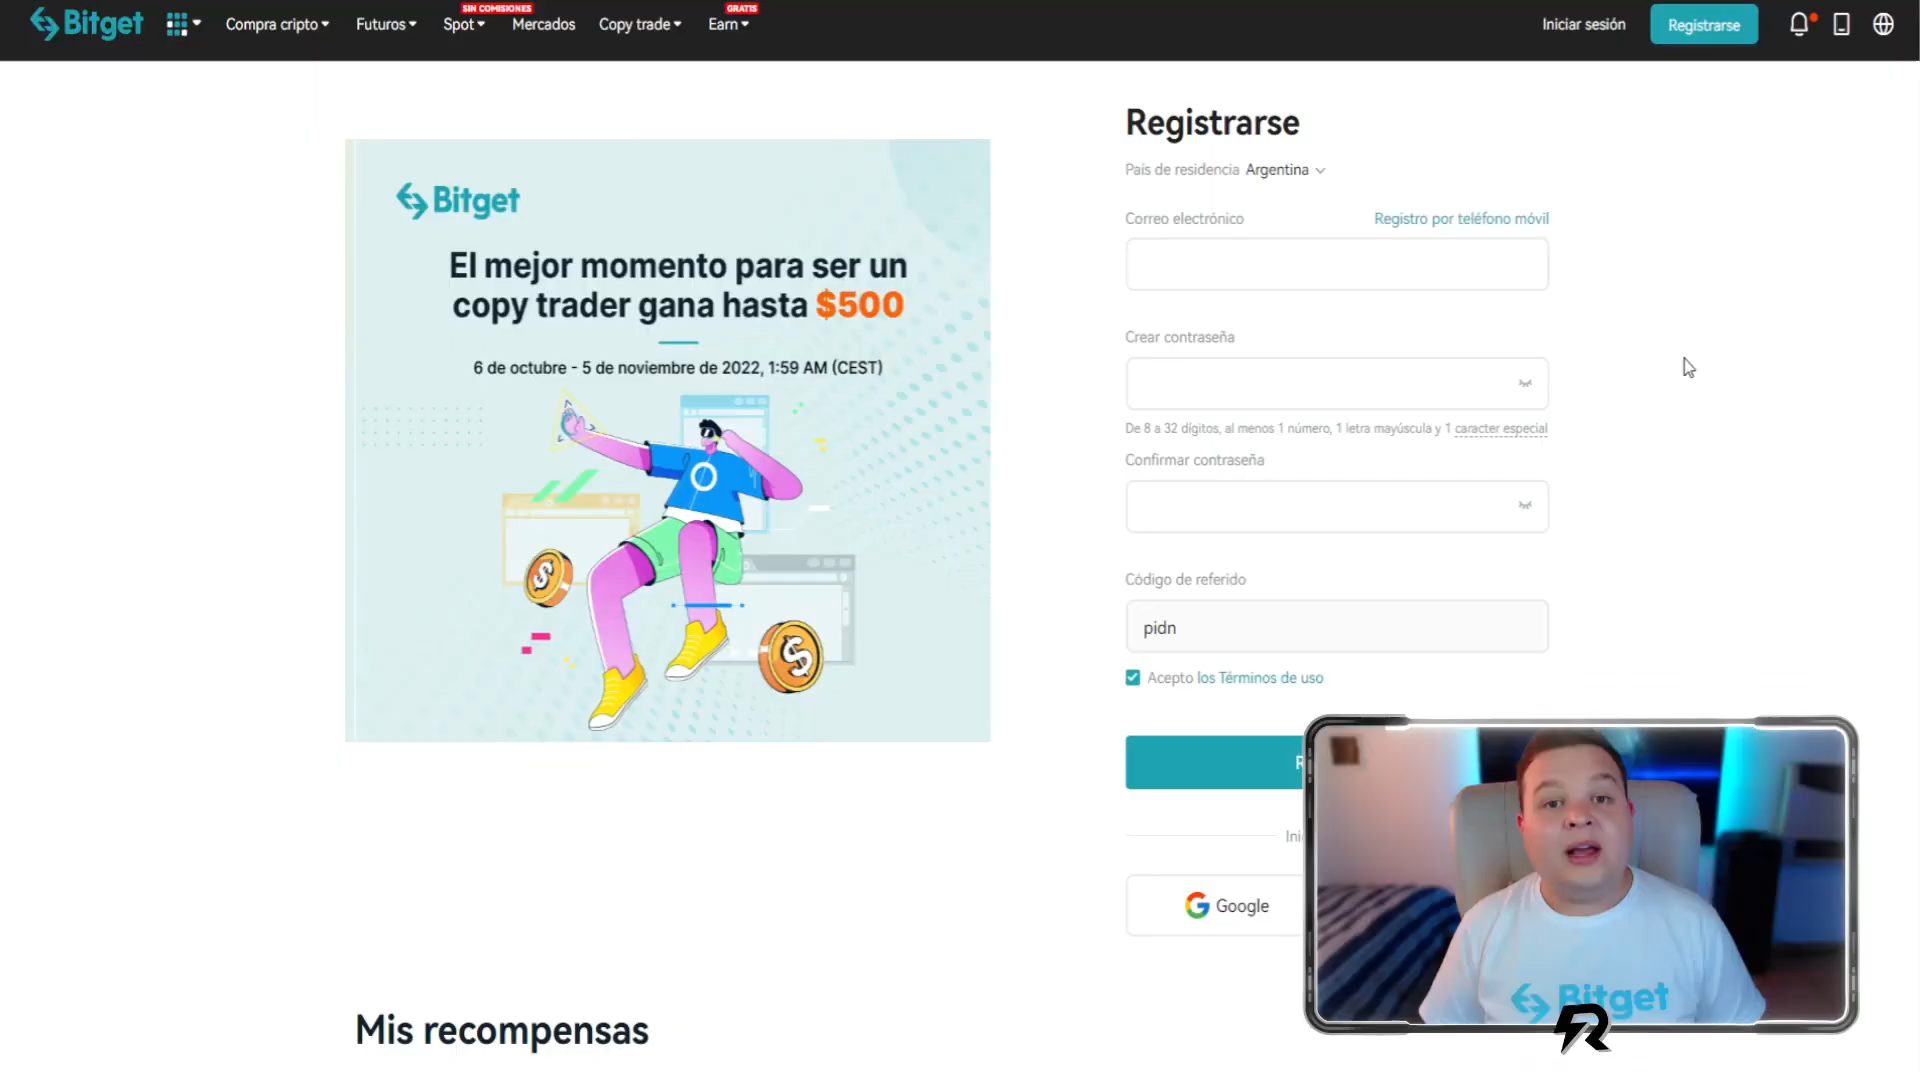 Bitget
Compra cripto
Futuros
SIN COMISIONES
Spot
Mercados
Copy trade
GRATIS
Earn
Iniciar sesión
Registrarse
Bitget
El mejor momento para ser un
copy trader gana hasta $500
6 de octubre - 5 de noviembre de 2022, 1:59 AM (CEST)
Registrarse
País de residencia Argentina
Correo electrónico
Registro por teléfono móvil
Crear contraseña
De 8 a 32 dígitos, al menos 1 número, 1 letra mayúscula y 1 caracter especial
Confirmar contraseña
Código de referido
pidn
Acepto los Términos de uso
Google
Bitget
Mis recompensas